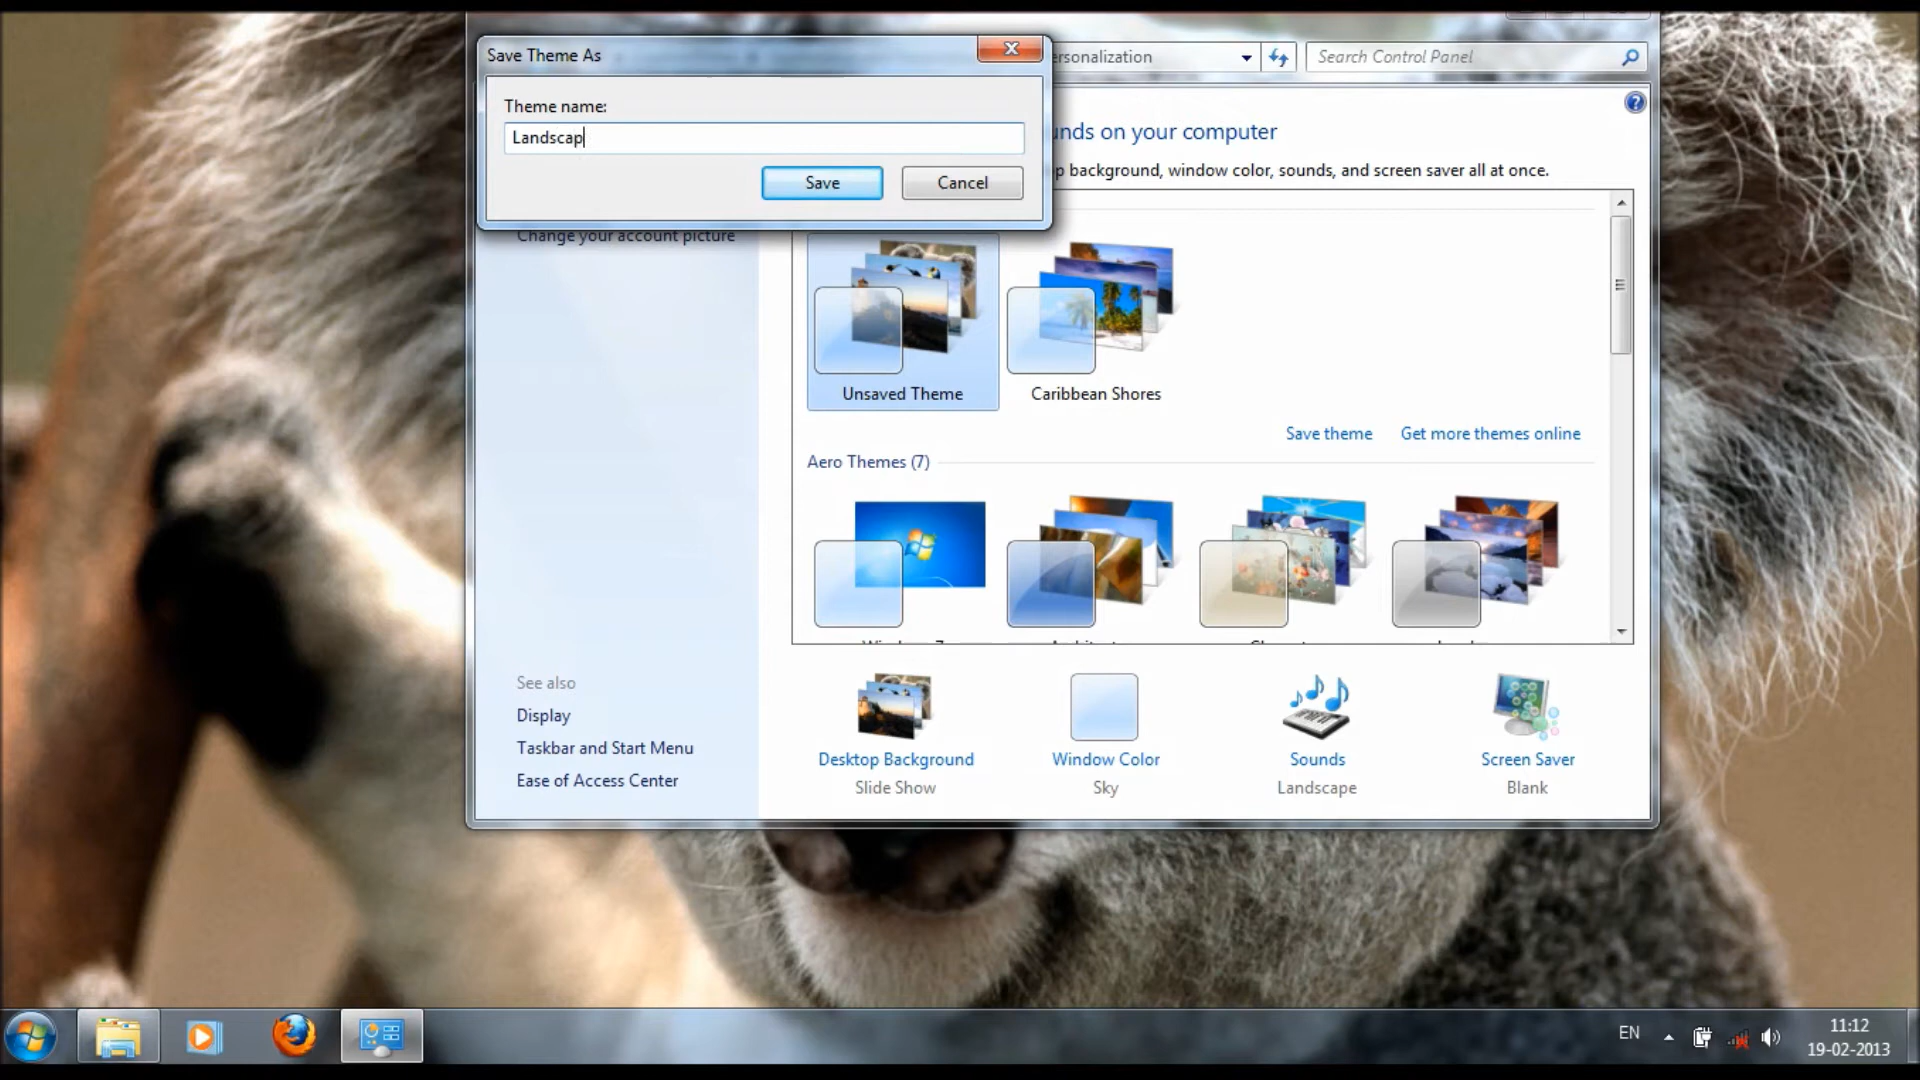 Save Theme As
ersonalization
Search Control Panel
Theme name:
Landscap
Save
Cancel
unds on your computer
p background, window color, sounds, and screen saver all at once.
Change your account picture
Unsaved Theme
Caribbean Shores
Save theme
Get more themes online
Aero Themes (7)
See also
Display
Taskbar and Start Menu
Ease of Access Center
Desktop Background
Slide Show
Window Color
Sky
Sounds
Landscape
Screen Saver
Blank
EN
11:12
19-02-2013